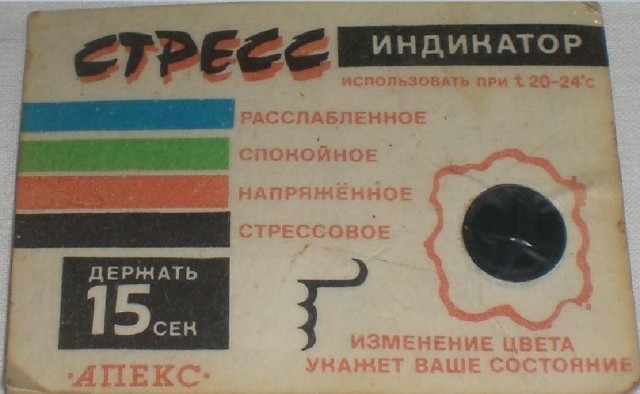 СТРЕСС ИНДИКАТОР
ИСПОЛЬЗОВАТЬ ПРИ t 20-24°с
РАССЛАБЛЕННОЕ
СПОКОЙНОЕ
НАПРЯЖЁННОЕ
СТРЕССОВОЕ
ДЕРЖАТЬ
15 СЕК
ИЗМЕНЕНИЕ ЦВЕТА
УКАЖЕТ ВАШЕ СОСТОЯНИЕ
·АПЕКС·